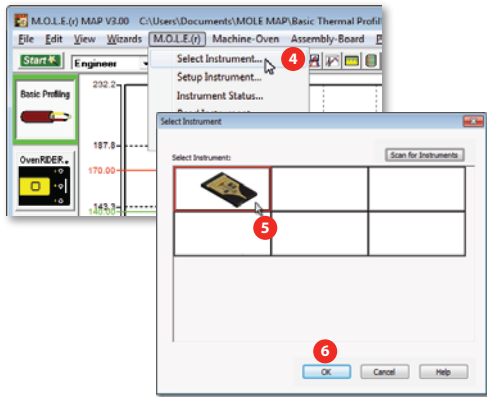 M.O.L.E.(r) MAP V3.00 C:\Users\Documents\MOLE MAP\Basic Thermal Profil
File Edit View Wizards M.O.L.E.(r) Machine-Oven Assembly-Board
Start Engineer
Select Instrument... 4
Setup Instrument...
Instrument Status...
Basic Profiling
232.2
187.8
170.00
143.3
140.00
OvenRIDER
Select Instrument
Select Instrument:
Scan for Instruments
5
6
OK Cancel Help